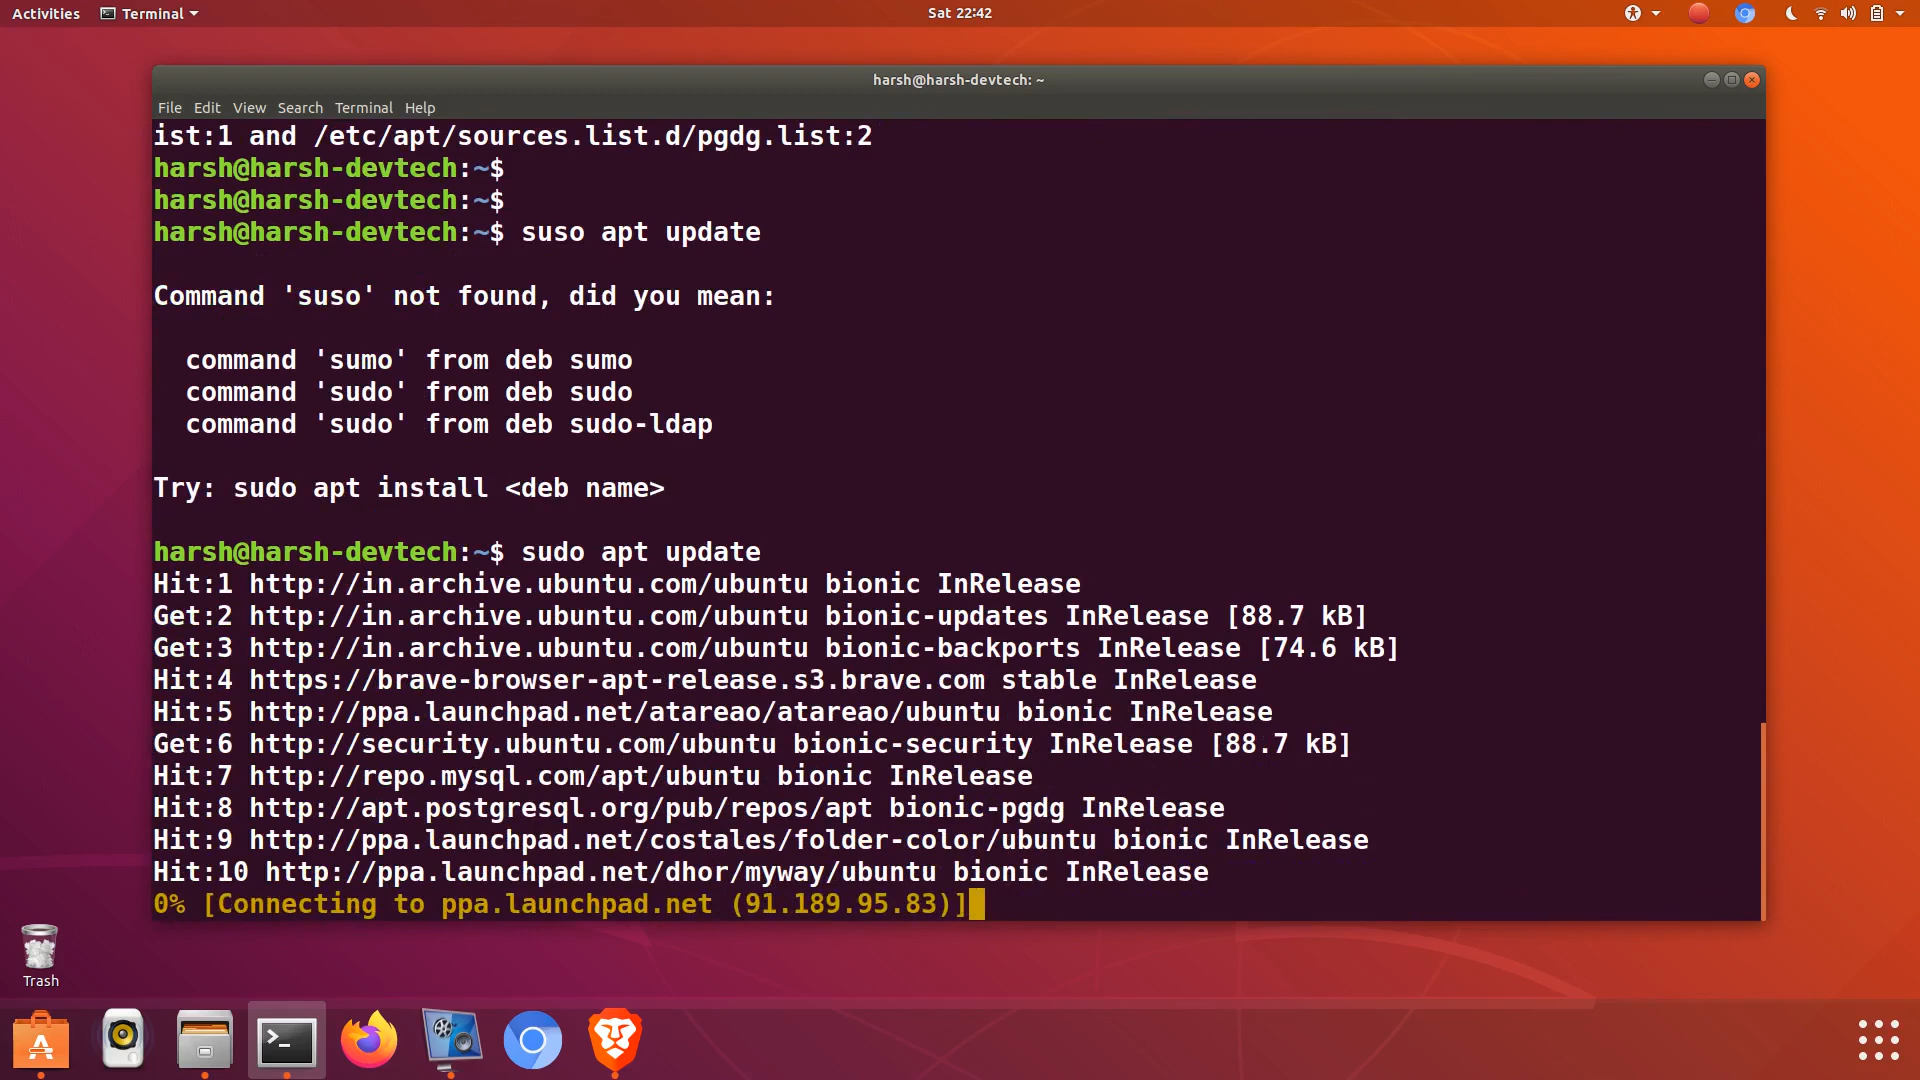 Activities Terminal Sat 22:42
harsh@harsh-devtech: ~
File Edit View Search Terminal Help
ist:1 and /etc/apt/sources.list.d/pgdg.list:2
harsh@harsh-devtech:~$
harsh@harsh-devtech:~$
harsh@harsh-devtech:~$ suso apt update
Command 'suso' not found, did you mean:
command 'sumo' from deb sumo
command 'sudo' from deb sudo
command 'sudo' from deb sudo-ldap
Try: sudo apt install <deb name>
harsh@harsh-devtech:~$ sudo apt update
Hit:1 http://in.archive.ubuntu.com/ubuntu bionic InRelease
Get:2 http://in.archive.ubuntu.com/ubuntu bionic-updates InRelease [88.7 kB]
Get:3 http://in.archive.ubuntu.com/ubuntu bionic-backports InRelease [74.6 kB]
Hit:4 https://brave-browser-apt-release.s3.brave.com stable InRelease
Hit:5 http://ppa.launchpad.net/atareao/atareao/ubuntu bionic InRelease
Get:6 http://security.ubuntu.com/ubuntu bionic-security InRelease [88.7 kB]
Hit:7 http://repo.mysql.com/apt/ubuntu bionic InRelease
Hit:8 http://apt.postgresql.org/pub/repos/apt bionic-pgdg InRelease
Hit:9 http://ppa.launchpad.net/costales/folder-color/ubuntu bionic InRelease
Hit:10 http://ppa.launchpad.net/dhor/myway/ubuntu bionic InRelease
0% [Connecting to ppa.launchpad.net (91.189.95.83)]
Trash